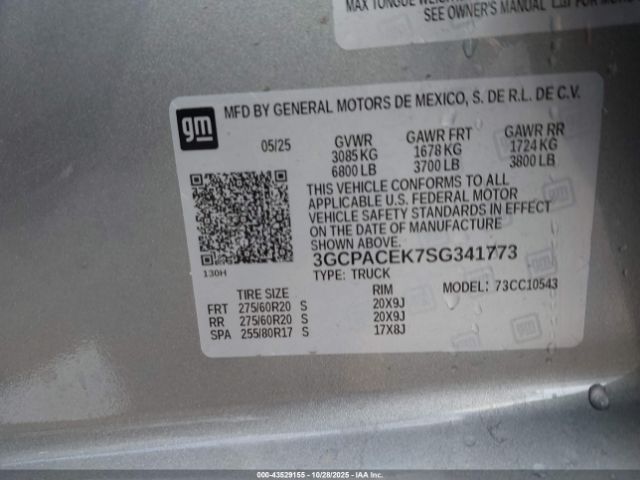 MAX TONGUE WEIGHT
SEE OWNER'S MANUAL FOR MORE
gm
MFD BY GENERAL MOTORS DE MEXICO, S. DE R.L. DE C.V.
05/25 GVWR GAWR FRT GAWR RR
3085 KG 1678 KG 1724 KG
6800 LB 3700 LB 3800 LB
THIS VEHICLE CONFORMS TO ALL
APPLICABLE U.S. FEDERAL MOTOR
VEHICLE SAFETY STANDARDS IN EFFECT
ON THE DATE OF MANUFACTURE
SHOWN ABOVE.
130H
3GCPACEK7SG341773
TYPE: TRUCK
MODEL: 73CC10543
TIRE SIZE RIM
FRT 275/60R20 S 20X9J
RR 275/60R20 S 20X9J
SPA 255/80R17 S 17X8J
000-43529155 - 10/28/2025 - IAA Corp.